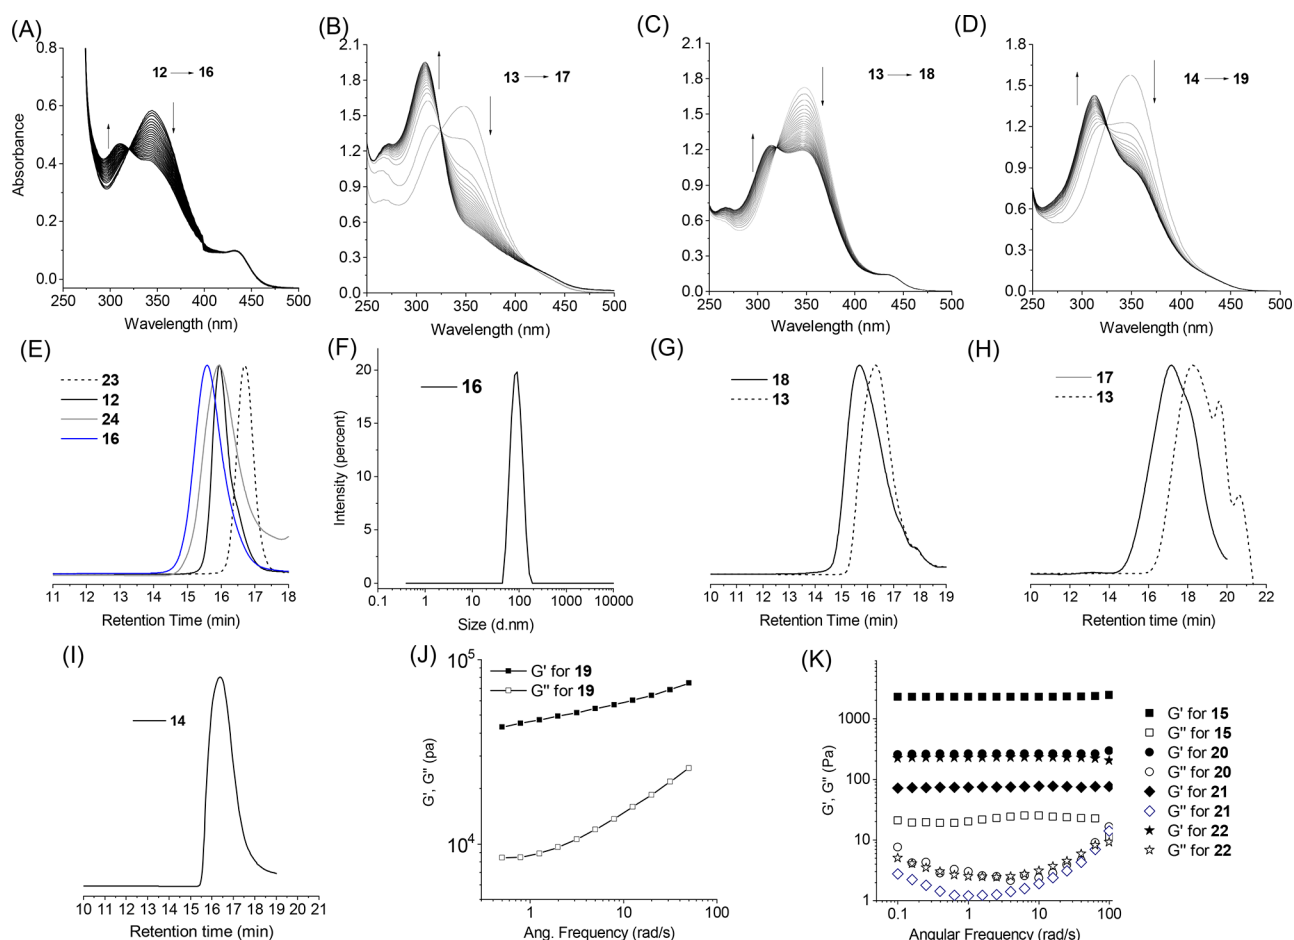 (A)
0.8
0.6
0.4
0.2
0.0
Absorbance
12 → 16
250 300 350 400 450 500
Wavelength (nm)
(B)
2.1
1.8
1.5
1.2
0.9
0.6
0.3
0.0
13 → 17
250 300 350 400 450 500
Wavelength (nm)
(C)
2.1
1.8
1.5
1.2
0.9
0.6
0.3
0.0
13 → 18
250 300 350 400 450 500
Wavelength (nm)
(D)
1.8
1.5
1.2
0.9
0.6
0.3
0.0
14 → 19
250 300 350 400 450 500
Wavelength (nm)
(E)
23
12
24
16
11 12 13 14 15 16 17 18
Retention Time (min)
(F)
20
15
10
5
0
Intensity (percent)
16
0.1 1 10 100 1000 10000
Size (d.nm)
(G)
18
13
10 11 12 13 14 15 16 17 18 19
Retention Time (min)
(H)
17
13
10 12 14 16 18 20 22
Retention time (min)
(I)
14
10 11 12 13 14 15 16 17 18 19 20 21
Retention time (min)
(J)
10^5
10^4
G', G'' (pa)
G' for 19
G'' for 19
1 10 100
Ang. Frequency (rad/s)
(K)
1000
100
10
1
G', G'' (Pa)
0.1 1 10 100
Angular Frequency (rad/s)
G' for 15
G'' for 15
G' for 20
G'' for 20
G' for 21
G'' for 21
G' for 22
G'' for 22